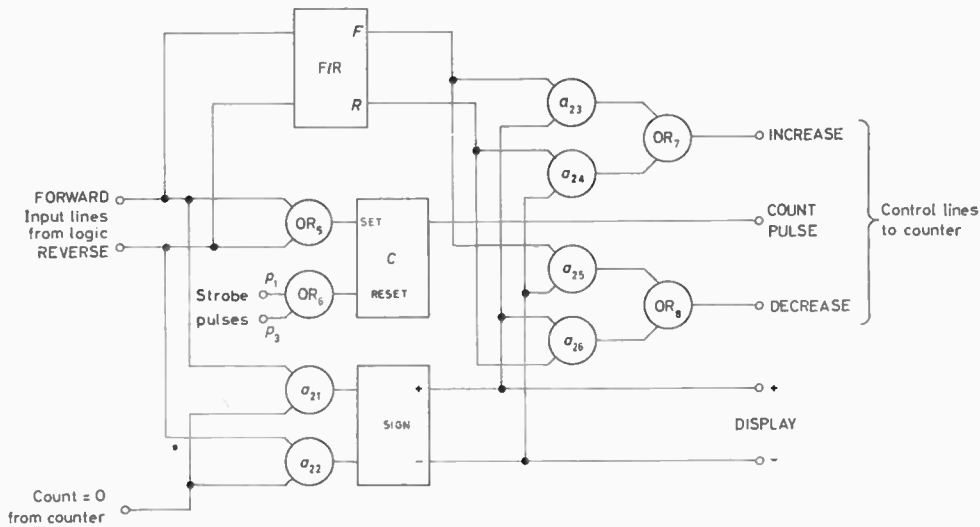 F
F/R
R
a23
OR7
INCREASE
a24
FORWARD
Input lines
from logic
REVERSE
OR5
SET
C
RESET
COUNT
PULSE
Control lines
to counter
Strobe
pulses
p1
p3
OR6
a25
OR8
DECREASE
a26
a21
+
SIGN
−
a22
+
DISPLAY
-
Count = 0
from counter